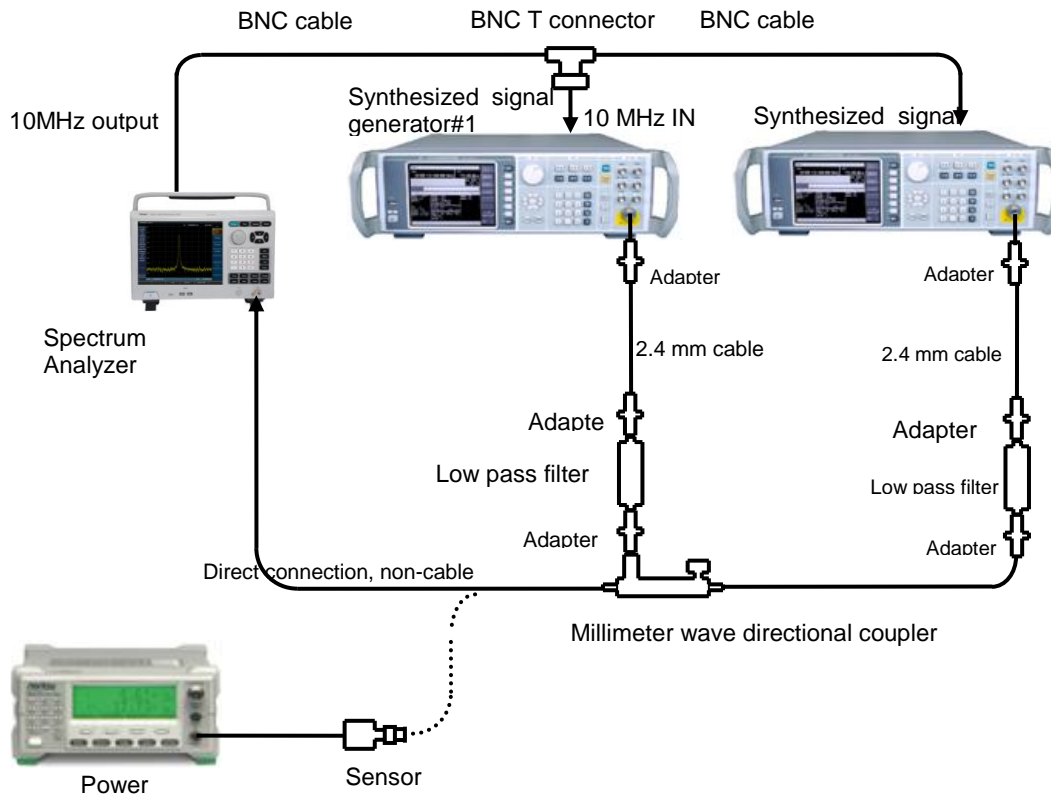 BNC cable
BNC T connector
BNC cable
10MHz output
Synthesized signal
generator#1
10 MHz IN
Synthesized signal
Adapter
Adapter
Spectrum
Analyzer
2.4 mm cable
2.4 mm cable
Adapte
Adapter
Low pass filter
Low pass filter
Adapter
Adapter
Direct connection, non-cable
Millimeter wave directional coupler
Power
Sensor